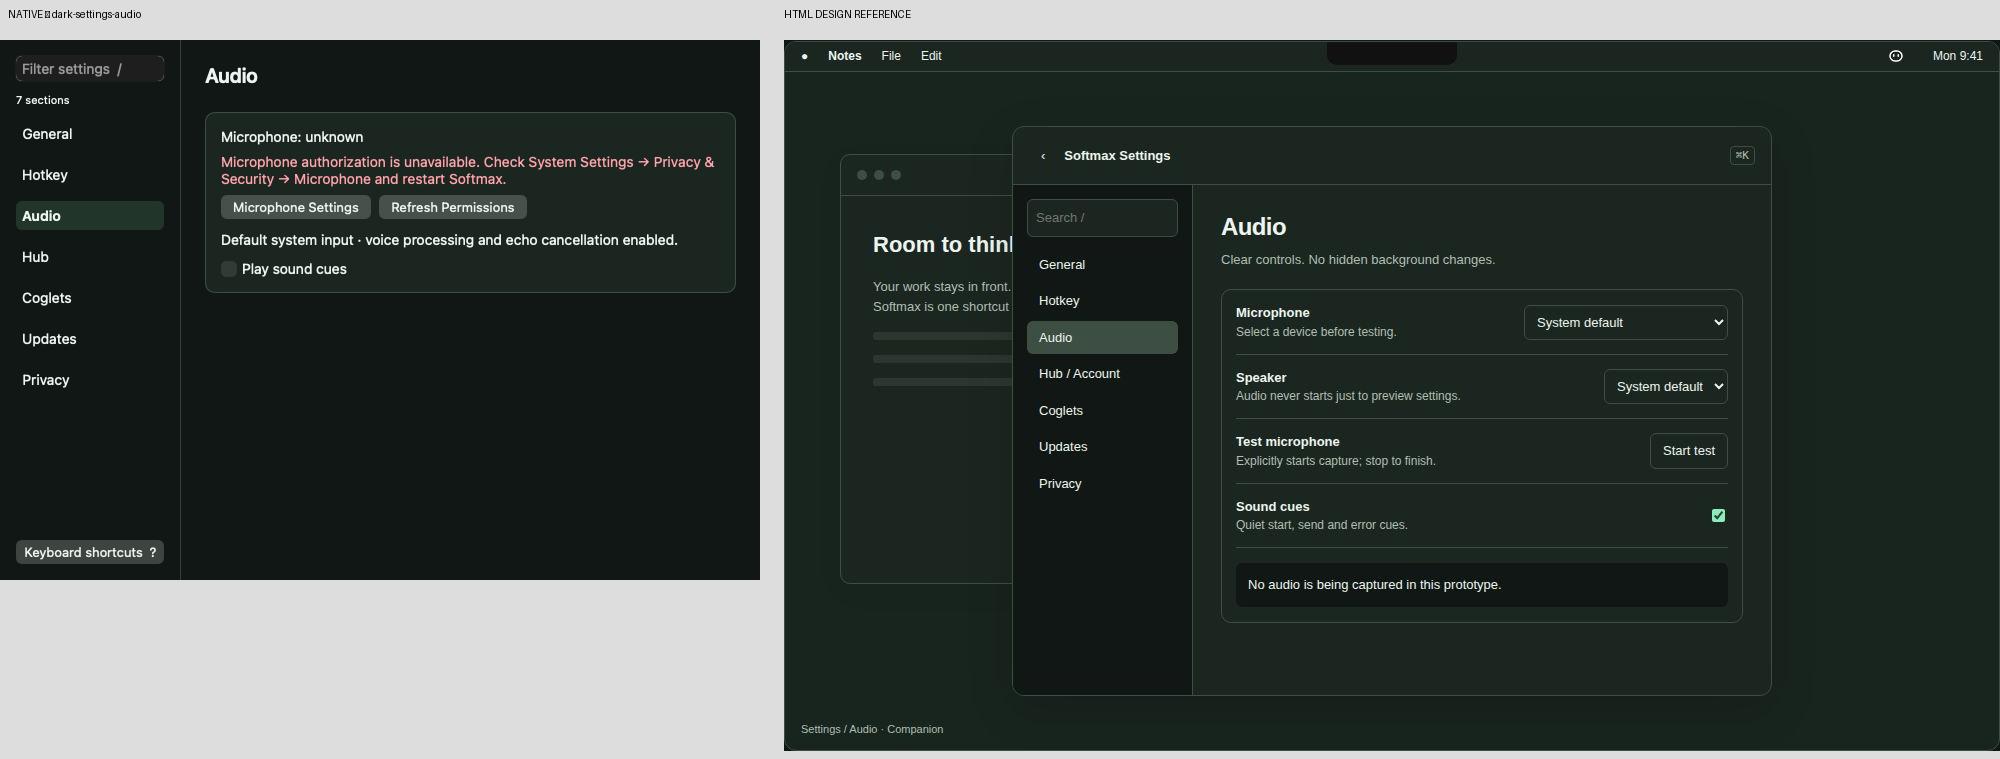 NATIVE dark-settings-audio
Filter settings /
7 sections
General
Hotkey
Audio
Hub
Coglets
Updates
Privacy
Keyboard shortcuts ?
Audio
Microphone: unknown
Microphone authorization is unavailable. Check System Settings → Privacy &
Security → Microphone and restart Softmax.
Microphone Settings
Refresh Permissions
Default system input · voice processing and echo cancellation enabled.
Play sound cues
HTML DESIGN REFERENCE
Notes File Edit
Mon 9:41
Room to think
Your work stays in front.
Softmax is one shortcut
‹ Softmax Settings
⌘K
Search /
General
Hotkey
Audio
Hub / Account
Coglets
Updates
Privacy
Audio
Clear controls. No hidden background changes.
Microphone
Select a device before testing.
System default
Speaker
Audio never starts just to preview settings.
System default
Test microphone
Explicitly starts capture; stop to finish.
Start test
Sound cues
Quiet start, send and error cues.
No audio is being captured in this prototype.
Settings / Audio · Companion